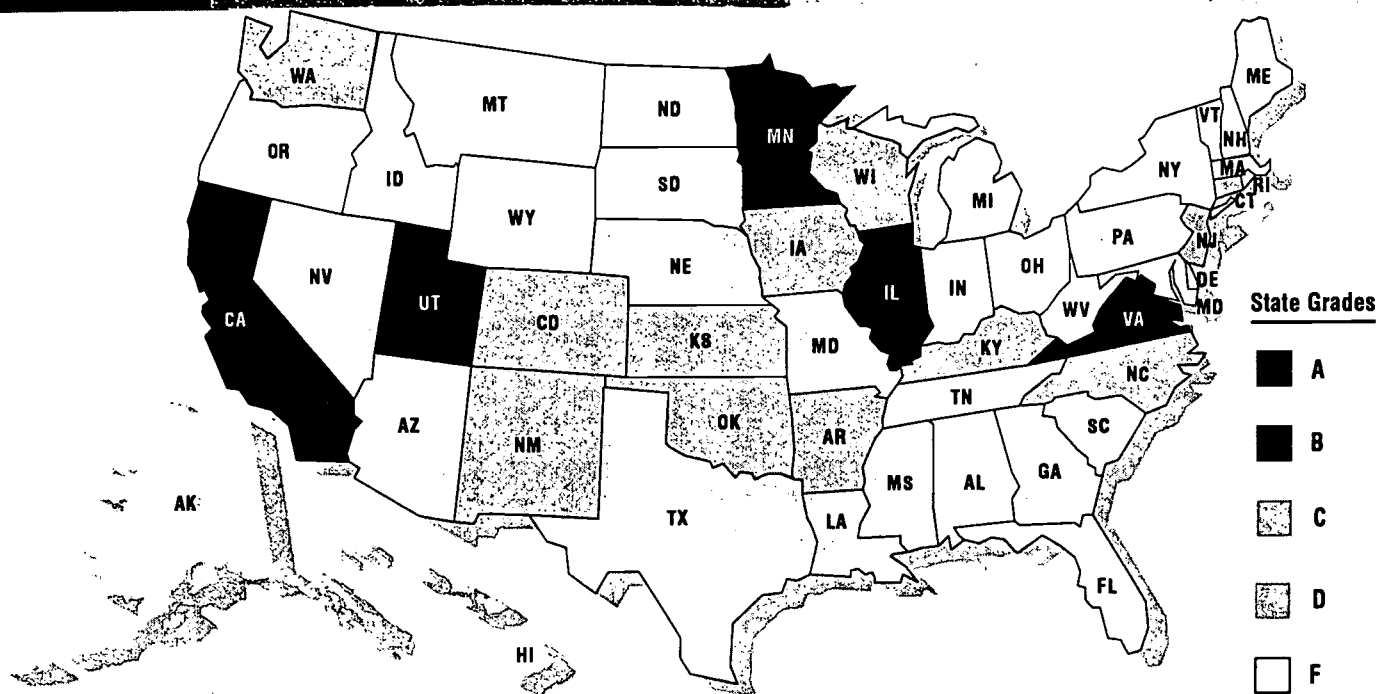 WA
MT
ND
MN
ME
VT
NH
OR
ID
SD
WI
NY
MA
RI
CT
WY
MI
IA
PA
NJ
NE
NV
UT
IL
IN
OH
DE
MD
CA
CD
KS
MD
WV
VA
KY
NC
TN
AZ
NM
OK
AR
SC
MS
AL
GA
AK
TX
LA
FL
HI
State Grades
A
B
C
D
F